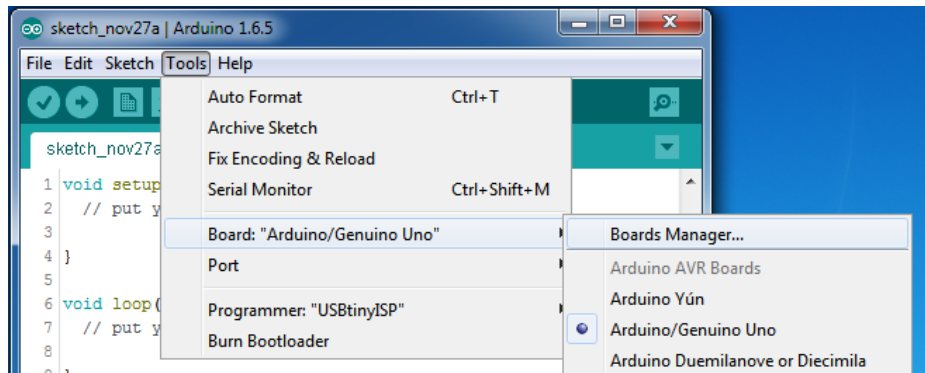 sketch_nov27a | Arduino 1.6.5
File Edit Sketch Tools Help
Auto Format Ctrl+T
Archive Sketch
sketch_nov27a
Fix Encoding & Reload
1 void setup
Serial Monitor Ctrl+Shift+M
2 // put y
3
Board: "Arduino/Genuino Uno"
Boards Manager...
4 }
Port
Arduino AVR Boards
5
6 void loop(
Programmer: "USBtinyISP"
Arduino Yún
7 // put y
Burn Bootloader
Arduino/Genuino Uno
8
Arduino Duemilanove or Diecimila